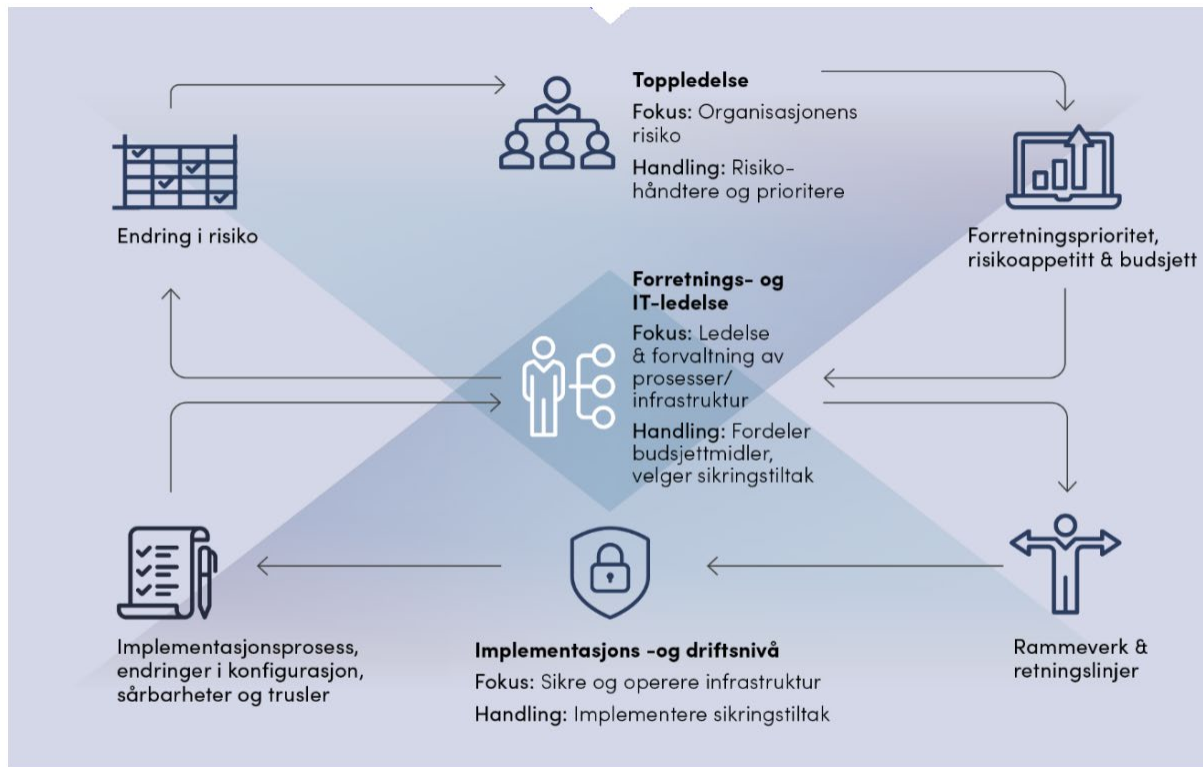 Toppledelse
Fokus: Organisasjonens
risiko
Handling: Risiko-
håndtere og prioritere
Endring i risiko
Forretningsprioritet,
risikoappetitt & budsjett
Forretnings- og
IT-ledelse
Fokus: Ledelse
& forvaltning av
prosesser/
infrastruktur
Handling: Fordeler
budsjettmidler,
velger sikringstiltak
Implementasjonsprosess,
endringer i konfigurasjon,
sårbarheter og trusler
Implementasjons -og driftsnivå
Fokus: Sikre og operere infrastruktur
Handling: Implementere sikringstiltak
Rammeverk &
retningslinjer